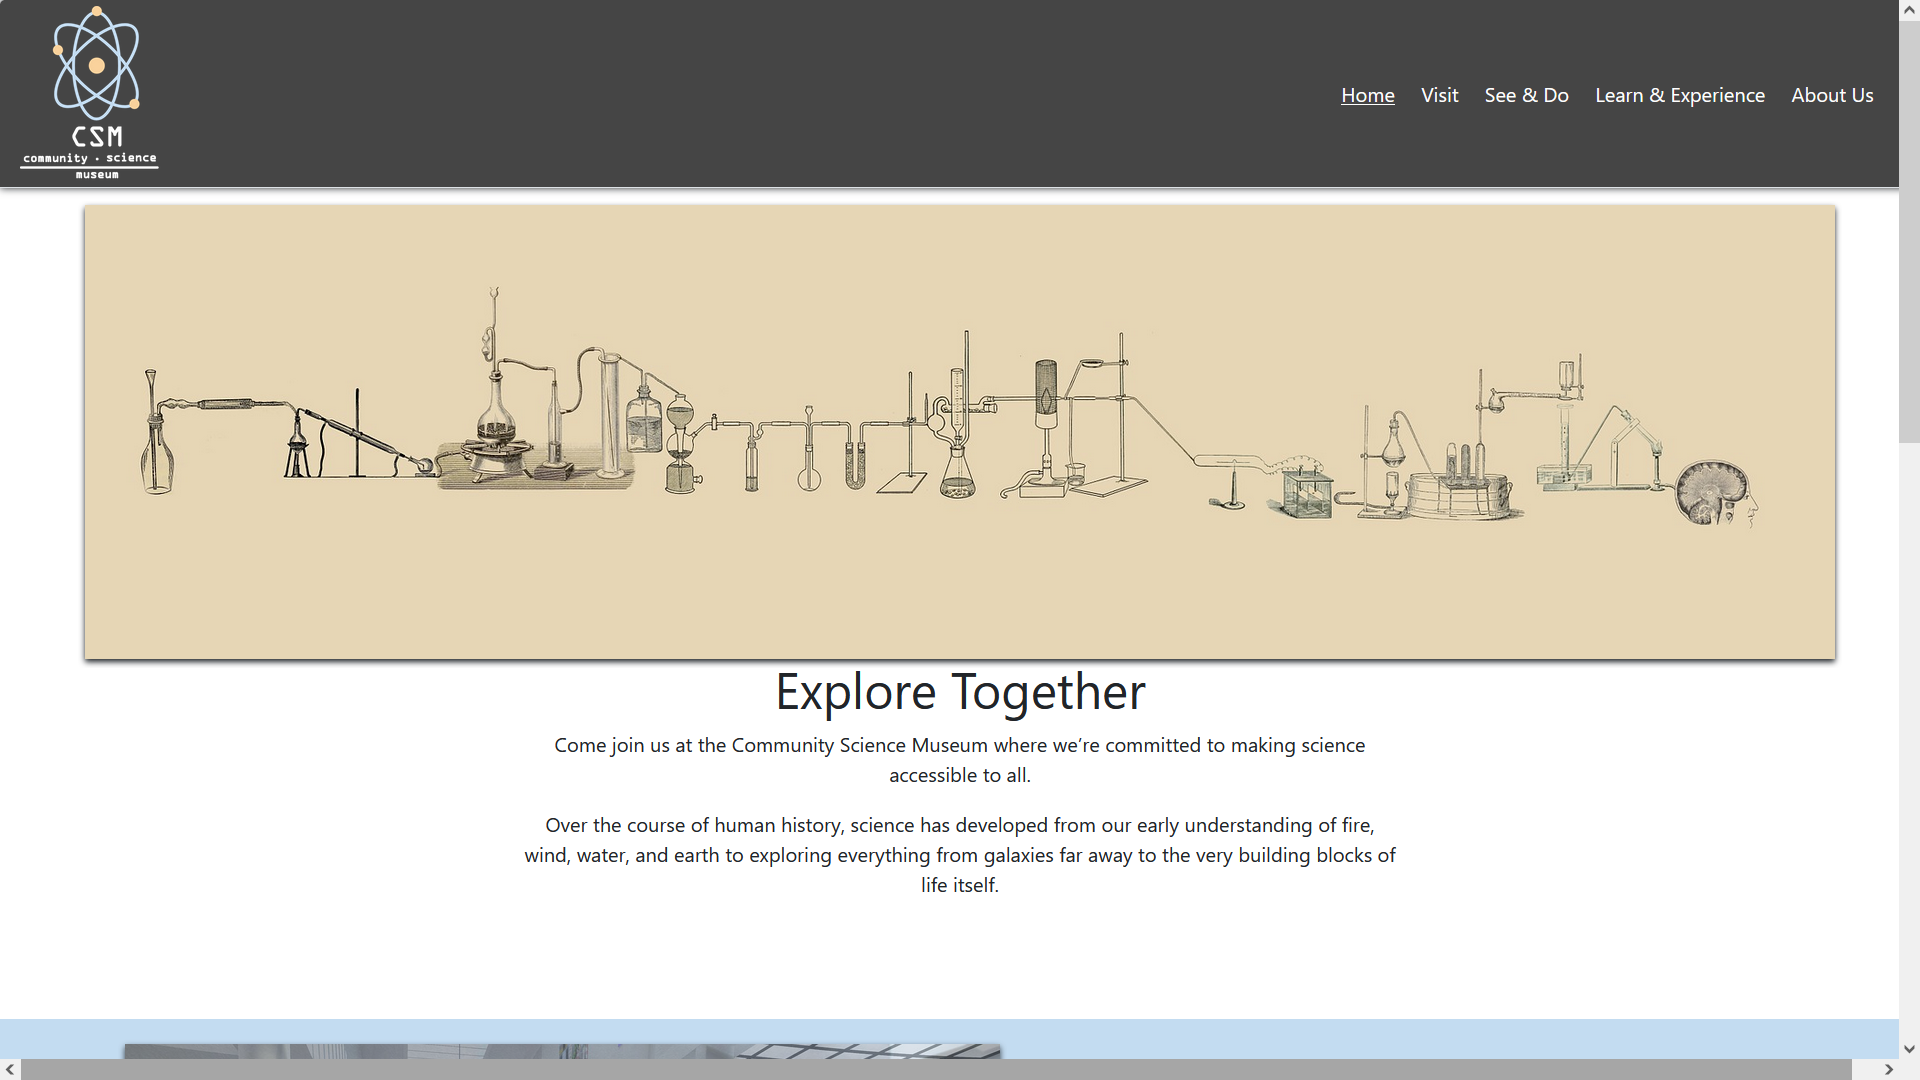 CSM
community · science
museum
Home Visit See & Do Learn & Experience About Us
Explore Together
Come join us at the Community Science Museum where we’re committed to making science
accessible to all.
Over the course of human history, science has developed from our early understanding of fire,
wind, water, and earth to exploring everything from galaxies far away to the very building blocks of
life itself.